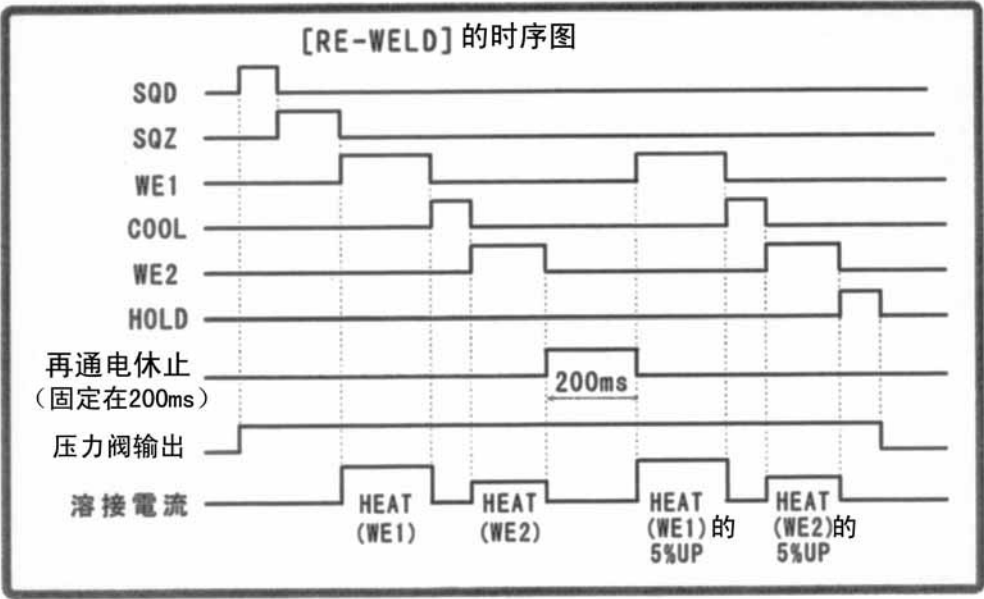 [RE-WELD]的时序图
SQD
SQZ
WE1
COOL
WE2
HOLD
再通电休止
（固定在200ms）
200ms
压力阀输出
溶接電流
HEAT
(WE1)
HEAT
(WE2)
HEAT
(WE1)的
5%UP
HEAT
(WE2)的
5%UP